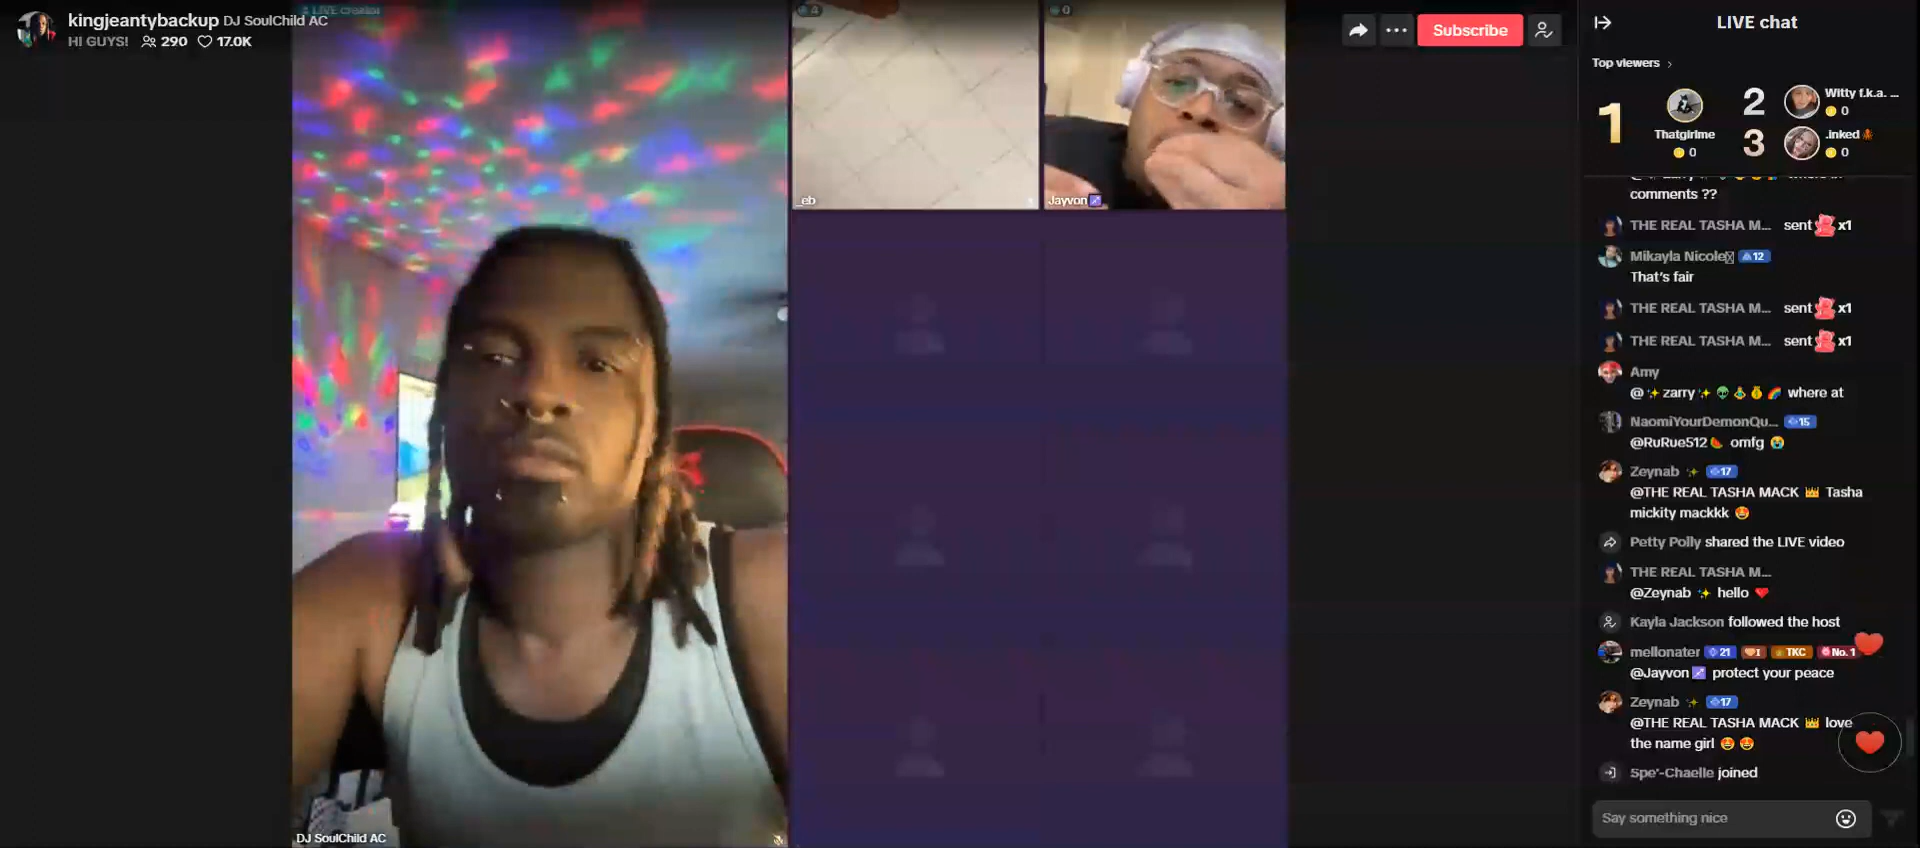 kingjeantybackup DJ SoulChild AC
HI GUYS! 290 17.0K
LIVE creator
4
0
Subscribe
_eb
Jayvon
DJ SoulChild AC
LIVE chat
Top viewers
1
Thatgirlme
0
2
Witty f.k.a. ...
0
3
.inked
0
comments ??
THE REAL TASHA M... sent x1
Mikayla Nicole 12
That's fair
THE REAL TASHA M... sent x1
THE REAL TASHA M... sent x1
Amy
@✨zarry✨👽🧜💰🌈 where at
NaomiYourDemonQu... 15
@RuRue512🍉 omfg 😭
Zeynab ✨ 17
@THE REAL TASHA MACK 👑 Tasha
mickity mackkk 🤩
Petty Polly shared the LIVE video
THE REAL TASHA M...
@Zeynab ✨ hello ❤️
Kayla Jackson followed the host
mellonater 21 I TKC No. 1
@Jayvon♐ protect your peace
Zeynab ✨ 17
@THE REAL TASHA MACK 👑 love
the name girl 🤩 🤩
Spe'-Chaelle joined
Say something nice